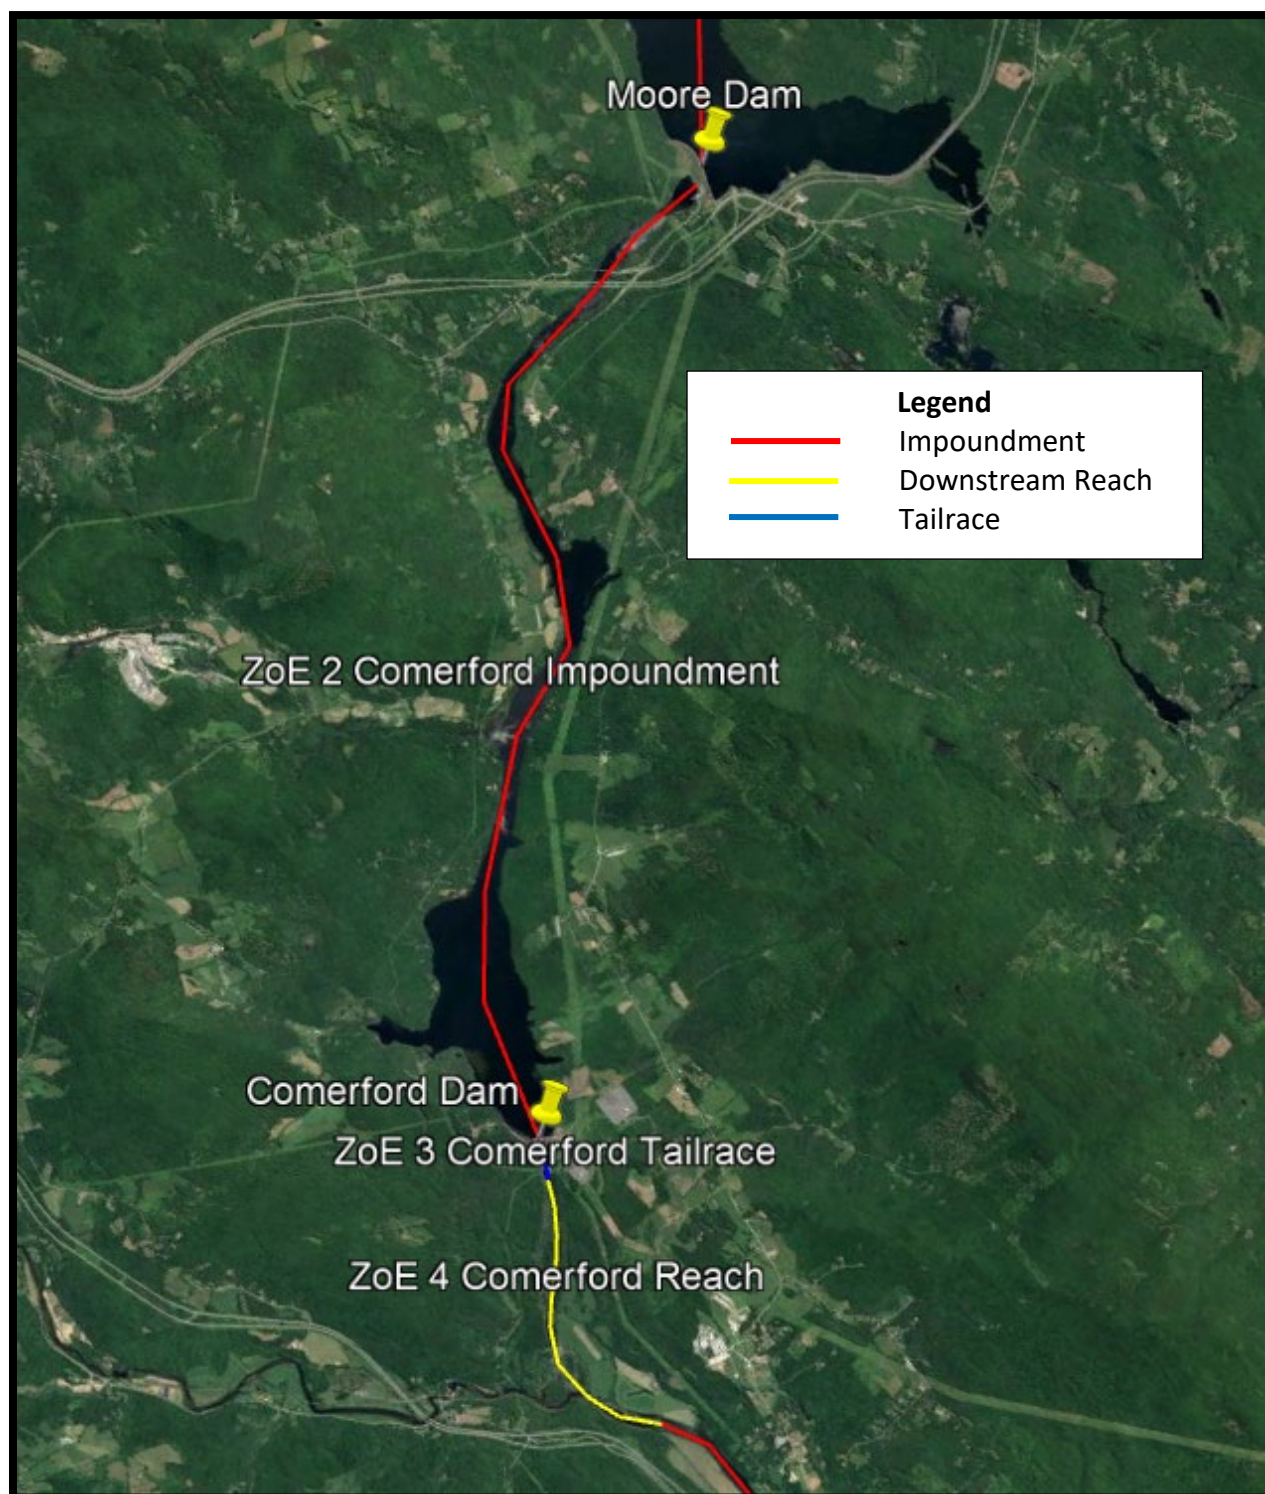 Moore Dam
Legend
Impoundment
Downstream Reach
Tailrace
ZoE 2 Comerford Impoundment
Comerford Dam
ZoE 3 Comerford Tailrace
ZoE 4 Comerford Reach